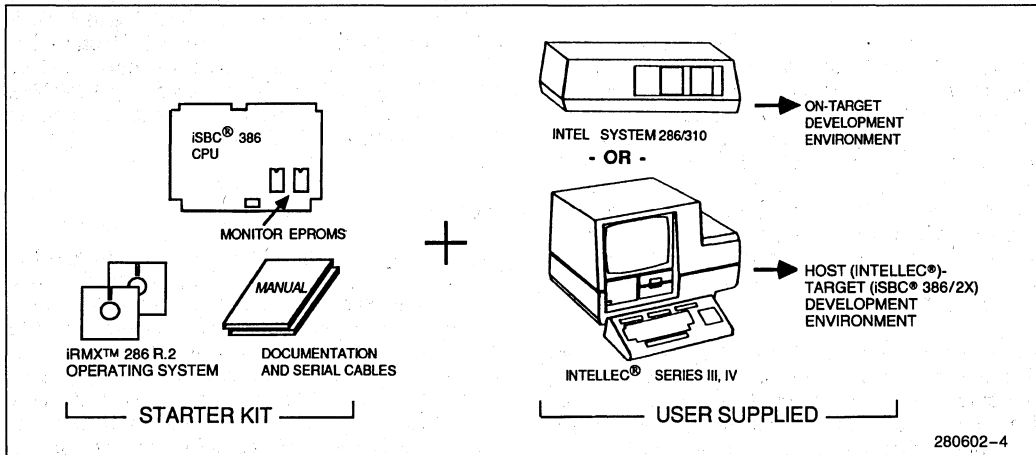 iSBC® 386
CPU
MONITOR EPROMS
iRMX™ 286 R.2
OPERATING SYSTEM
MANUAL
DOCUMENTATION
AND SERIAL CABLES
STARTER KIT
+
INTEL SYSTEM 286/310
- OR -
ON-TARGET
DEVELOPMENT
ENVIRONMENT
INTELLEC® SERIES III, IV
HOST (INTELLEC®)-
TARGET (iSBC® 386/2X)
DEVELOPMENT
ENVIRONMENT
USER SUPPLIED
280602-4